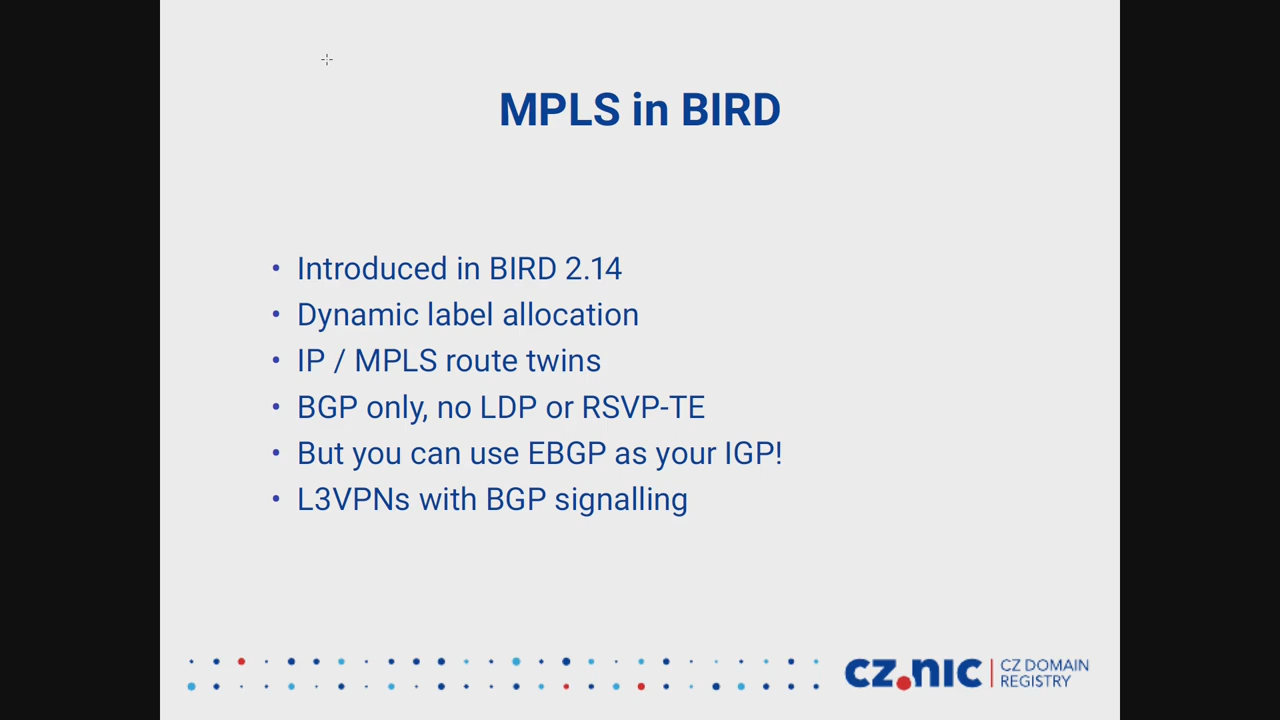 MPLS in BIRD
• Introduced in BIRD 2.14
• Dynamic label allocation
• IP / MPLS route twins
• BGP only, no LDP or RSVP-TE
• But you can use EBGP as your IGP!
• L3VPNs with BGP signalling
CZ.NIC
CZ DOMAIN
REGISTRY